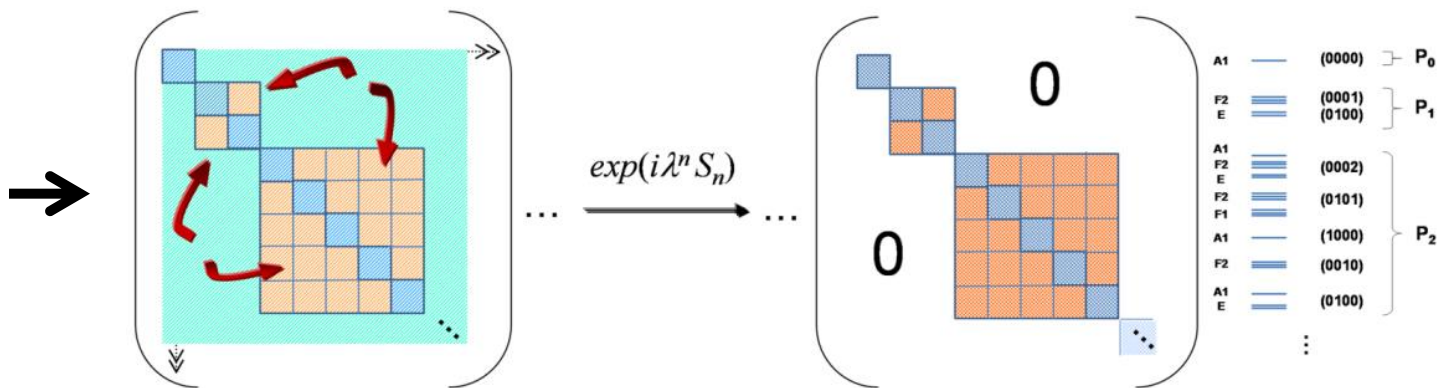 exp(iλⁿ Sₙ)
...
...
0
0
A1 (0000) P₀
F2 (0001)
E (0100)
P₁
A1
F2 (0002)
E
F2 (0101)
F1
A1 (1000) P₂
F2 (0010)
A1
E (0100)